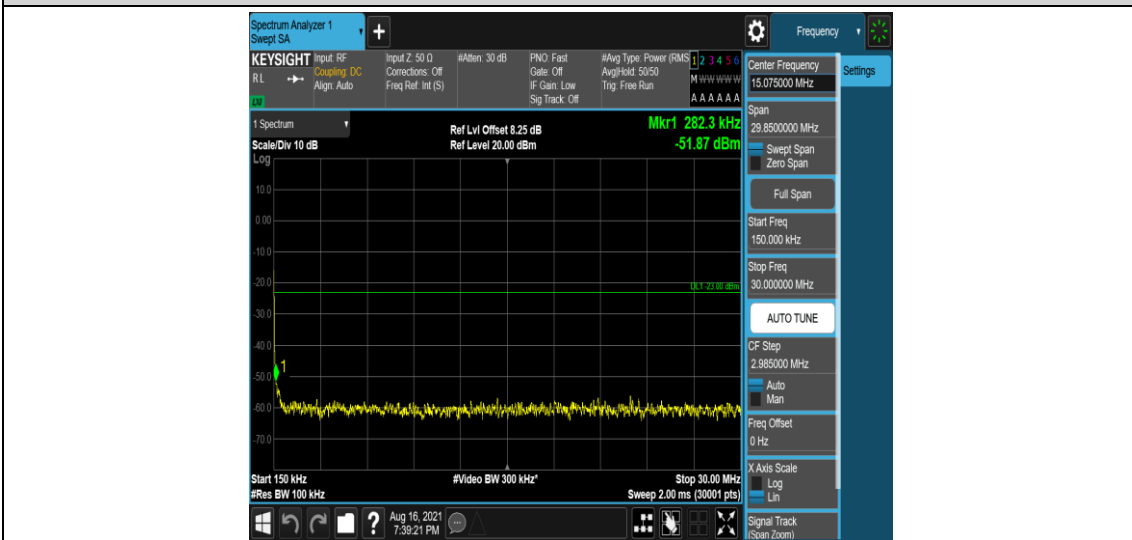 Spectrum Analyzer 1
Swept SA
+
Frequency
KEYSIGHT
Input: RF
Coupling: DC
Align: Auto
Input Z: 50 Ω
Corrections: Off
Freq Ref: Int (S)
#Atten: 30 dB
PNO: Fast
Gate: Off
IF Gain: Low
Sig Track: Off
#Avg Type: Power (RMS
Avg|Hold: 50/50
Trig: Free Run
1 2 3 4 5 6
M W W W W W
A A A A A A
R L
LXI
1 Spectrum
Scale/Div 10 dB
Log
Ref Lvl Offset 8.25 dB
Ref Level 20.00 dBm
Mkr1 282.3 kHz
-51.87 dBm
10.0
0.00
-10.0
-20.0
DL1 -23.00 dBm
-30.0
-40.0
1
-50.0
-60.0
-70.0
Start 150 kHz
#Res BW 100 kHz
#Video BW 300 kHz*
Stop 30.00 MHz
Sweep 2.00 ms (30001 pts)
?
Aug 16, 2021
7:39:21 PM
Settings
Center Frequency
15.075000 MHz
Span
29.8500000 MHz
Swept Span
Zero Span
Full Span
Start Freq
150.000 kHz
Stop Freq
30.000000 MHz
AUTO TUNE
CF Step
2.985000 MHz
Auto
Man
Freq Offset
0 Hz
X Axis Scale
Log
Lin
Signal Track
(Span Zoom)